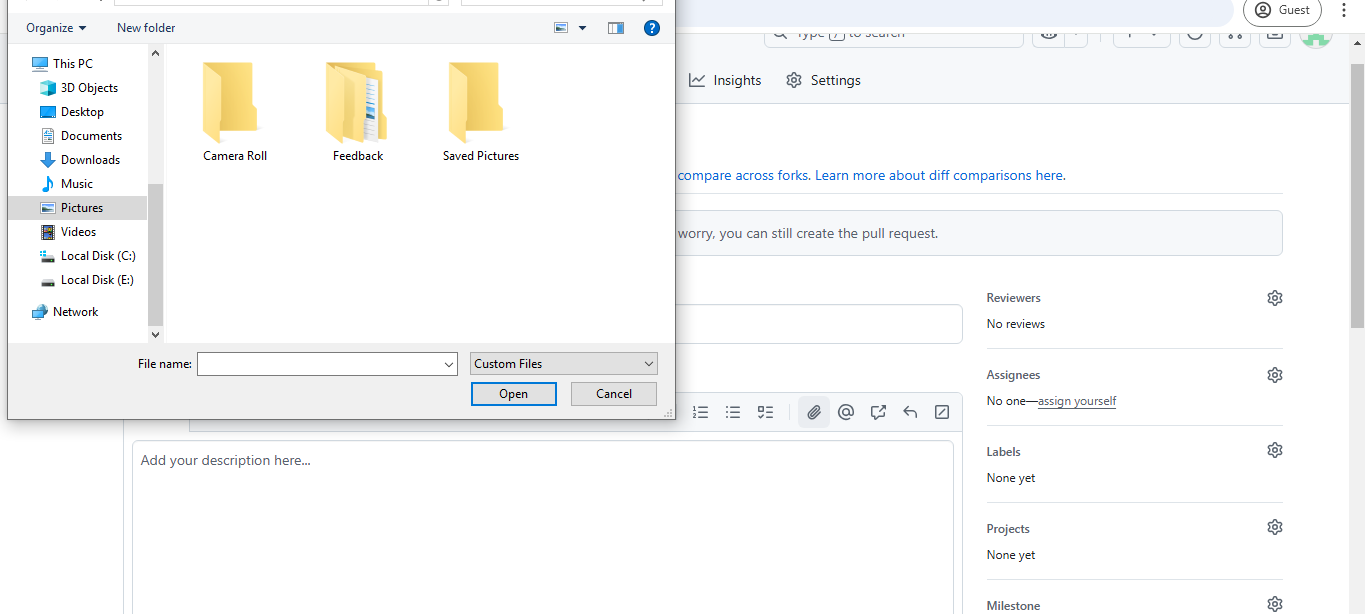 Guest
Organize
New folder
Type / to search
This PC
3D Objects
Desktop
Documents
Downloads
Music
Pictures
Videos
Local Disk (C:)
Local Disk (E:)
Network
Camera Roll
Feedback
Saved Pictures
File name:
Custom Files
Open
Cancel
Insights
Settings
compare across forks. Learn more about diff comparisons here.
worry, you can still create the pull request.
Add your description here...
Reviewers
No reviews
Assignees
No one—assign yourself
Labels
None yet
Projects
None yet
Milestone